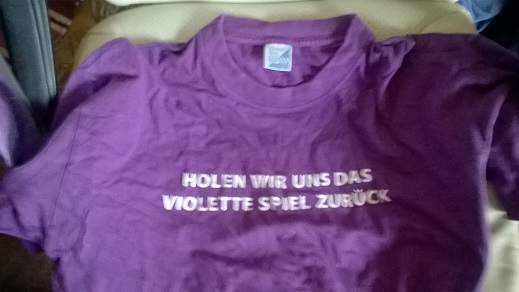 HOLEN WIR UNS DAS
VIOLETTE SPIEL ZURÜCK